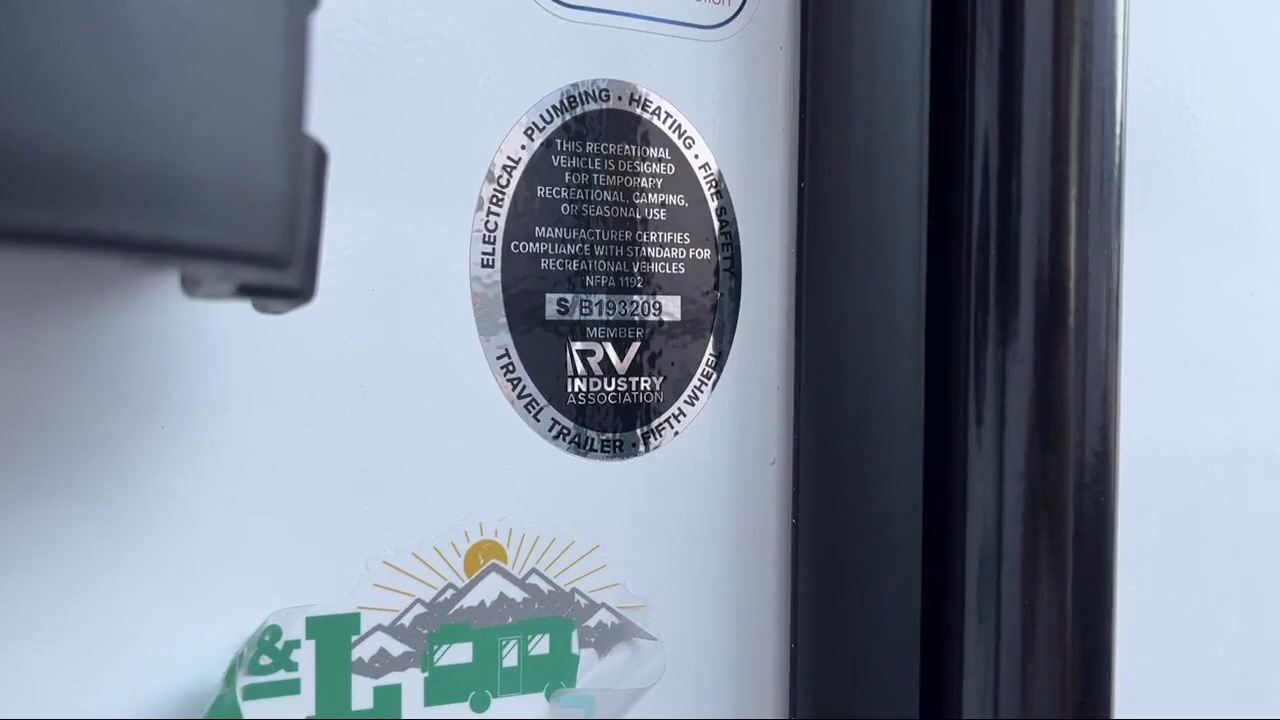 ELECTRICAL • PLUMBING • HEATING • FIRE SAFETY
THIS RECREATIONAL
VEHICLE IS DESIGNED
FOR TEMPORARY
RECREATIONAL, CAMPING,
OR SEASONAL USE
MANUFACTURER CERTIFIES
COMPLIANCE WITH STANDARD FOR
RECREATIONAL VEHICLES
NFPA 1192
S/B193209
MEMBER
RV
INDUSTRY
ASSOCIATION
TRAVEL TRAILER • FIFTH WHEEL
& L